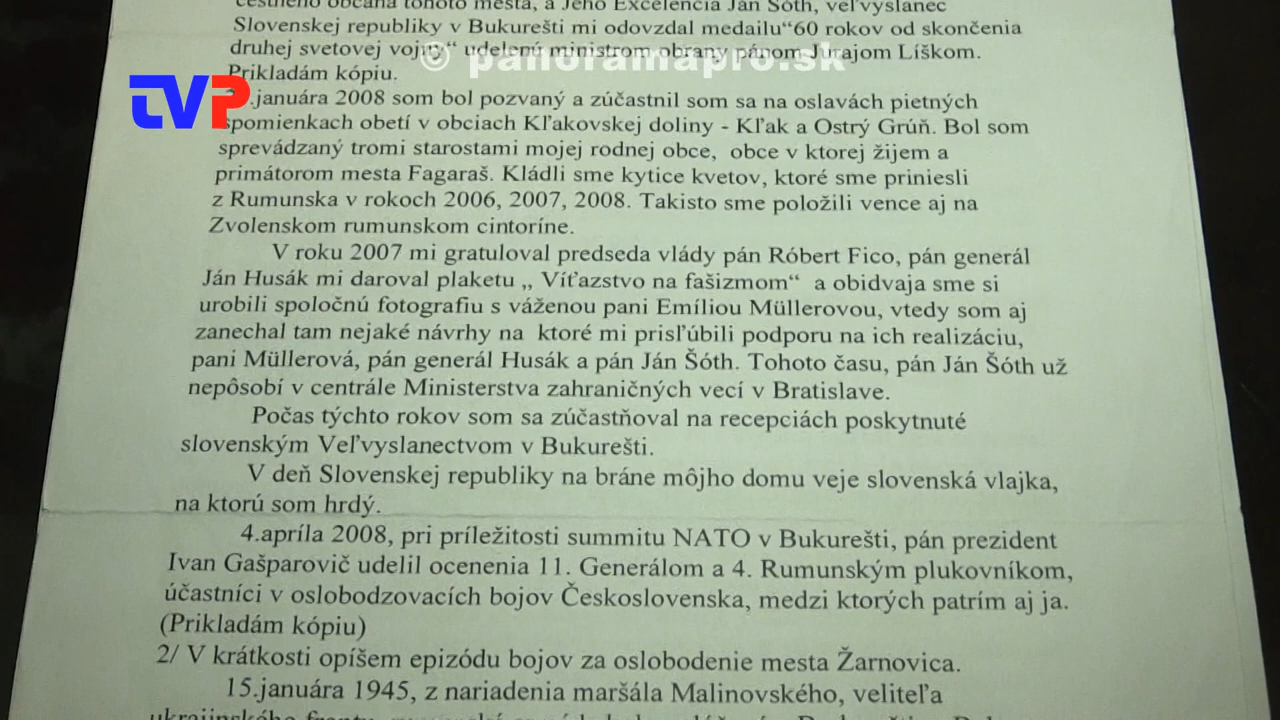 čestného občana tohoto mesta, a Jeho Excelencia Ján Šóth, veľvyslanec
Slovenskej republiky v Bukurešti mi odovzdal medailu“60 rokov od skončenia
druhej svetovej vojny“ udelenú ministrom obrany pánom Jurajom Líškom.
© panoramapro.sk
Prikladám kópiu.
TVP
.januára 2008 som bol pozvaný a zúčastnil som sa na oslavách pietných
spomienkach obetí v obciach Kľakovskej doliny - Kľak a Ostrý Grúň. Bol som
sprevádzaný tromi starostami mojej rodnej obce, obce v ktorej žijem a
primátorom mesta Fagaraš. Kládli sme kytice kvetov, ktoré sme priniesli
z Rumunska v rokoch 2006, 2007, 2008. Takisto sme položili vence aj na
Zvolenskom rumunskom cintoríne.
V roku 2007 mi gratuloval predseda vlády pán Róbert Fico, pán generál
Ján Husák mi daroval plaketu „ Víťazstvo na fašizmom“ a obidvaja sme si
urobili spoločnú fotografiu s váženou pani Emíliou Müllerovou, vtedy som aj
zanechal tam nejaké návrhy na ktoré mi prisľúbili podporu na ich realizáciu,
pani Müllerová, pán generál Husák a pán Ján Šóth. Tohoto času, pán Ján Šóth už
nepôsobí v centrále Ministerstva zahraničných vecí v Bratislave.
Počas týchto rokov som sa zúčastňoval na recepciách poskytnuté
slovenským Veľvyslanectvom v Bukurešti.
V deň Slovenskej republiky na bráne môjho domu veje slovenská vlajka,
na ktorú som hrdý.
4.apríla 2008, pri príležitosti summitu NATO v Bukurešti, pán prezident
Ivan Gašparovič udelil ocenenia 11. Generálom a 4. Rumunským plukovníkom,
účastníci v oslobodzovacích bojov Československa, medzi ktorých patrím aj ja.
(Prikladám kópiu)
2/ V krátkosti opíšem epizódu bojov za oslobodenie mesta Žarnovica.
15.januára 1945, z nariadenia maršála Malinovského, veliteľa